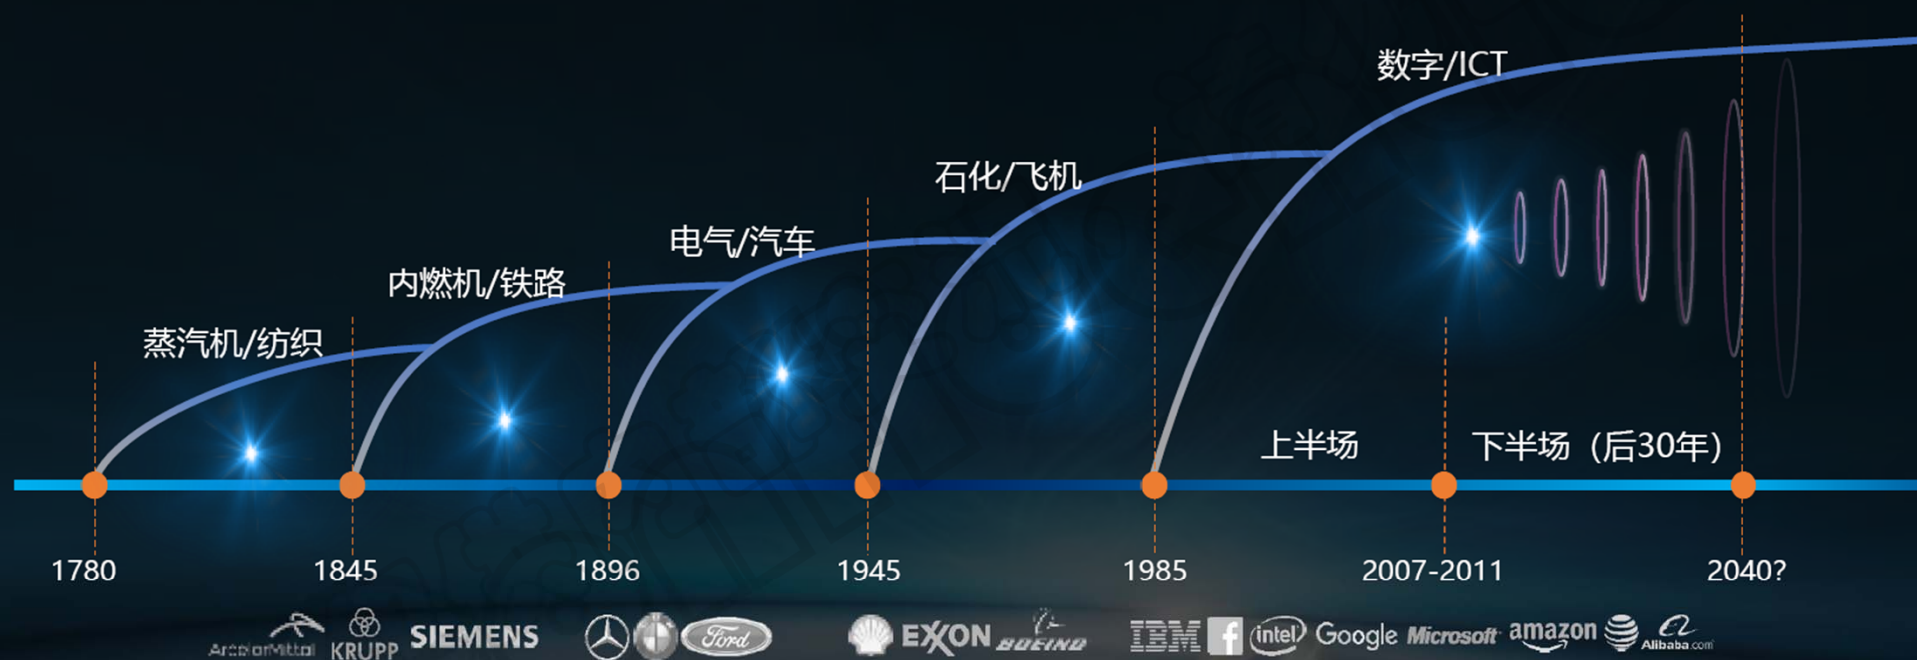 数字/ICT
石化/飞机
电气/汽车
内燃机/铁路
蒸汽机/纺织
上半场
下半场（后30年）
1780
1845
1896
1945
1985
2007-2011
2040?
ArcelorMittal
KRUPP
SIEMENS
Ford
EXXON
BOEING
IBM
f
intel
Google
Microsoft
amazon
Alibaba.com